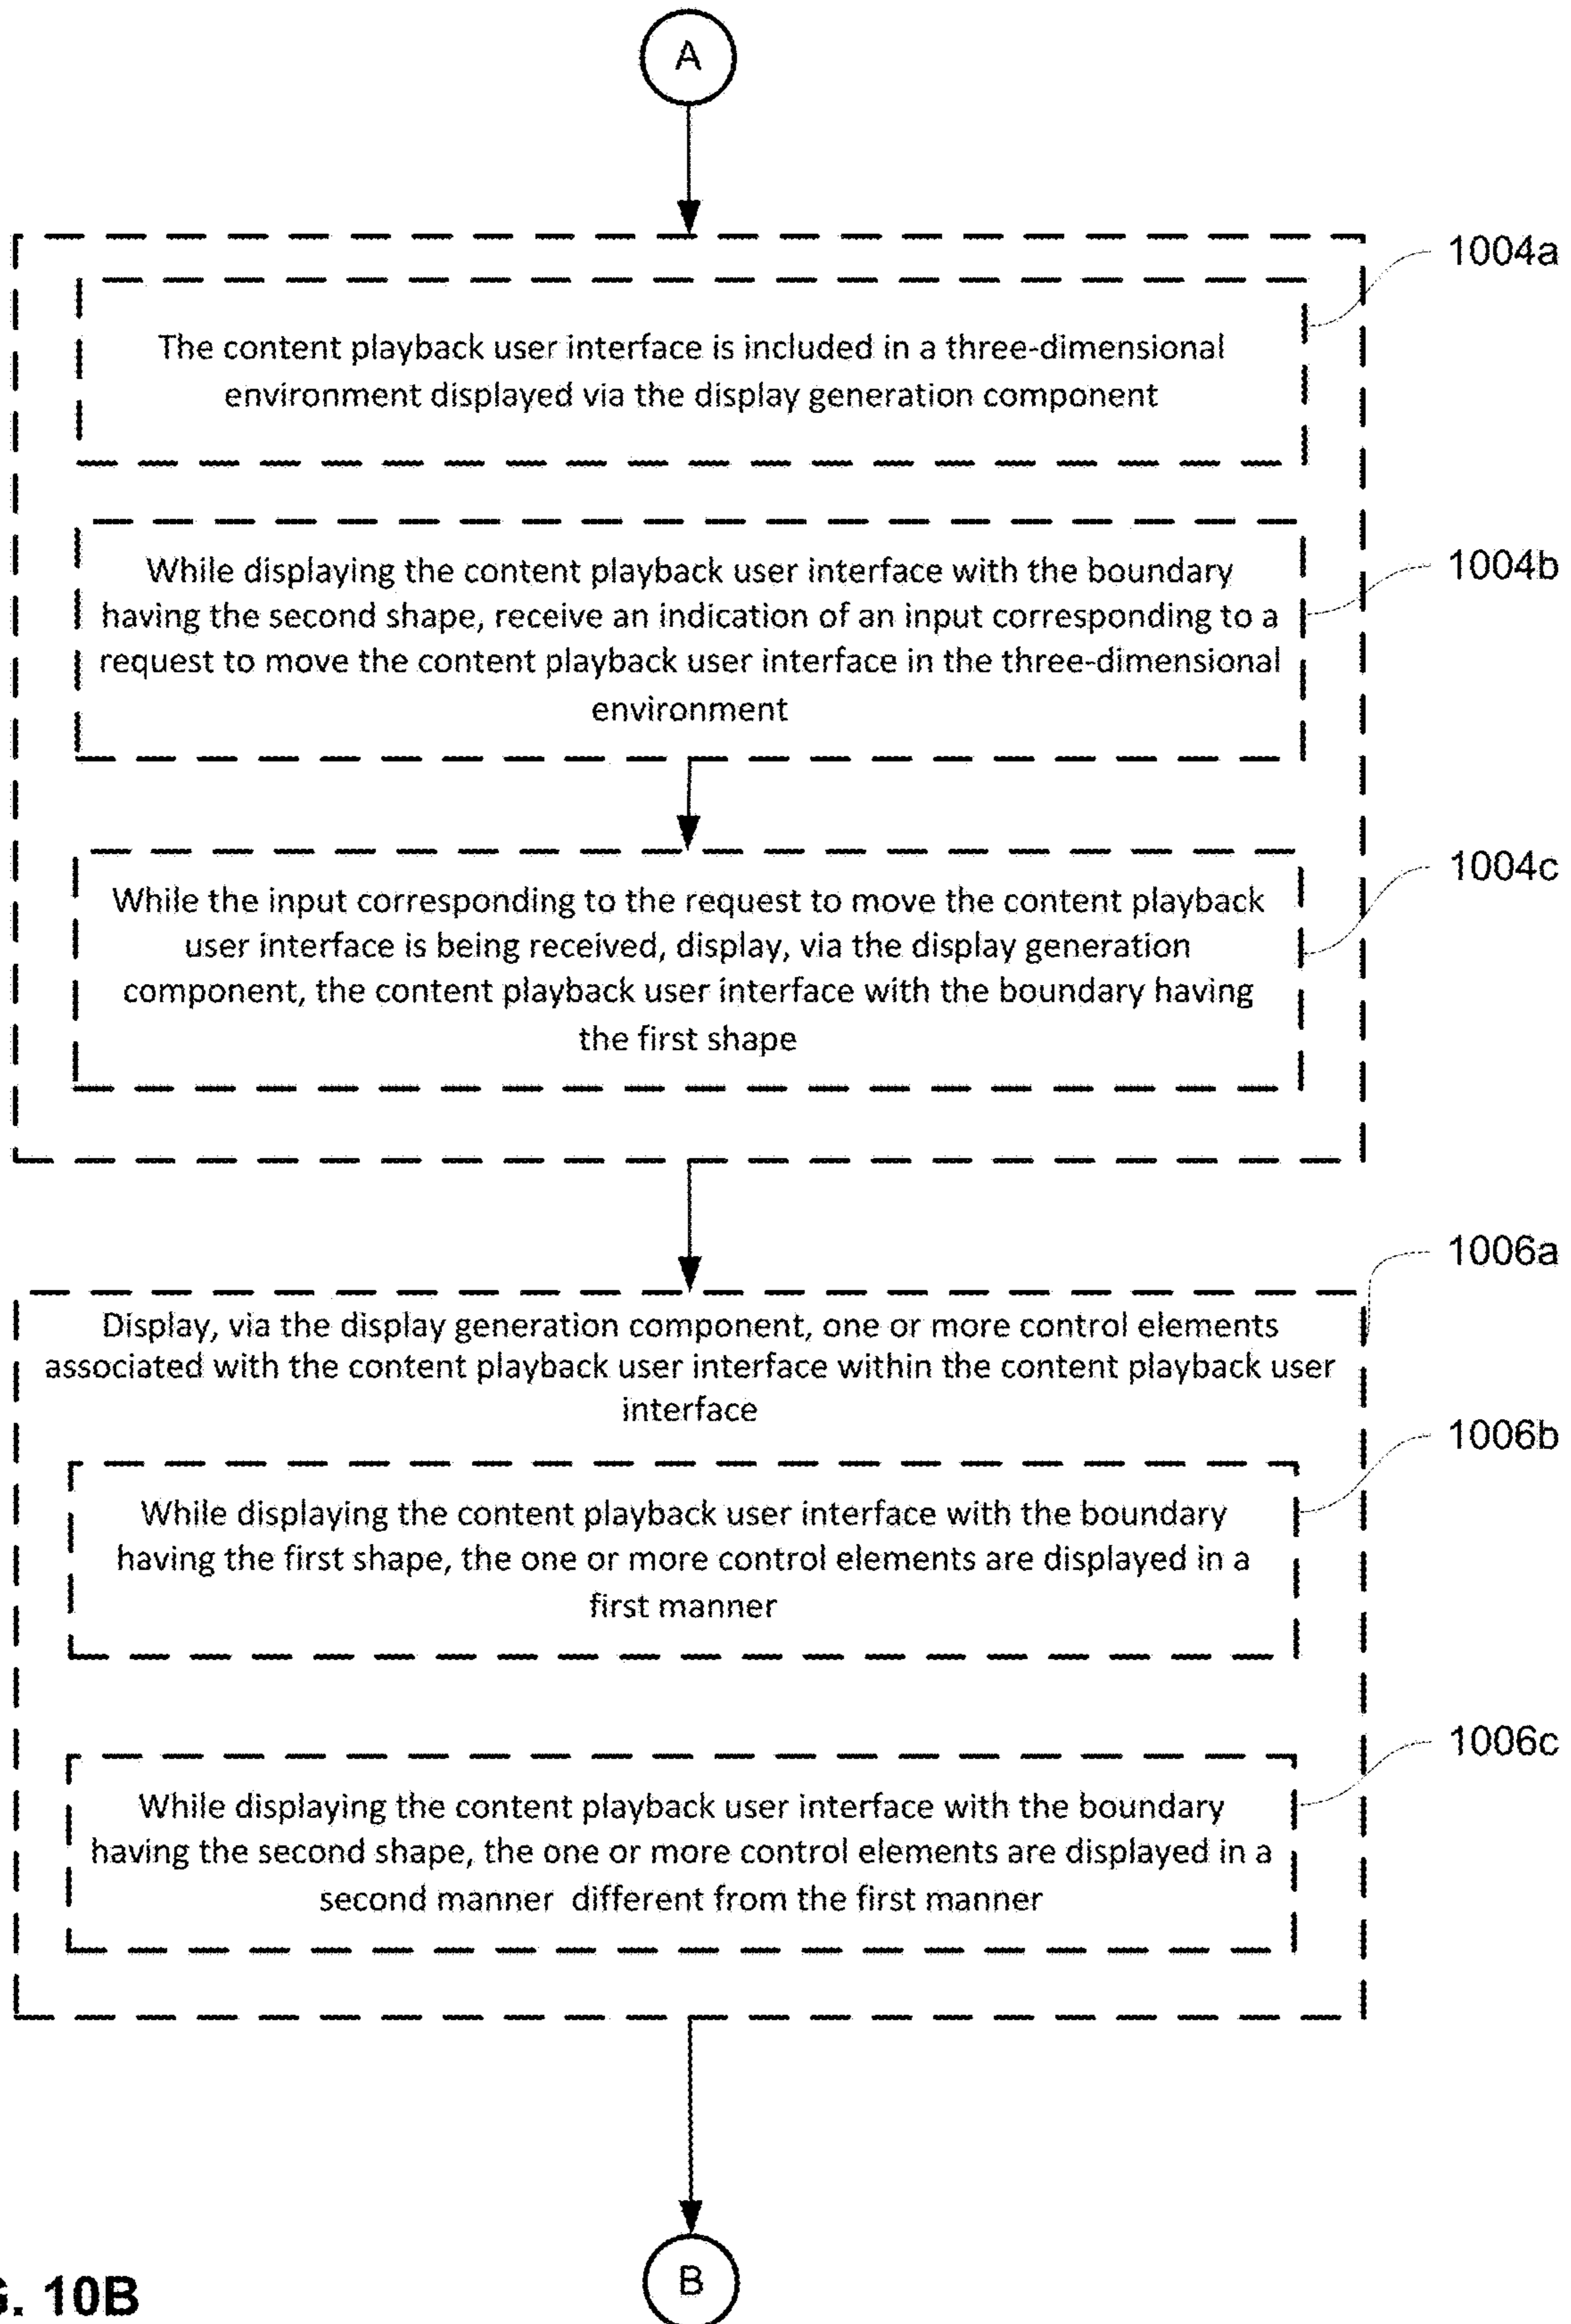 A
1004a
The content playback user interface is included in a three-dimensional
environment displayed via the display generation component
1004b
While displaying the content playback user interface with the boundary
having the second shape, receive an indication of an input corresponding to a
request to move the content playback user interface in the three-dimensional
environment
1004c
While the input corresponding to the request to move the content playback
user interface is being received, display, via the display generation
component, the content playback user interface with the boundary having
the first shape
1006a
Display, via the display generation component, one or more control elements
associated with the content playback user interface within the content playback user
interface
1006b
While displaying the content playback user interface with the boundary
having the first shape, the one or more control elements are displayed in a
first manner
1006c
While displaying the content playback user interface with the boundary
having the second shape, the one or more control elements are displayed in a
second manner different from the first manner
B
G. 10B